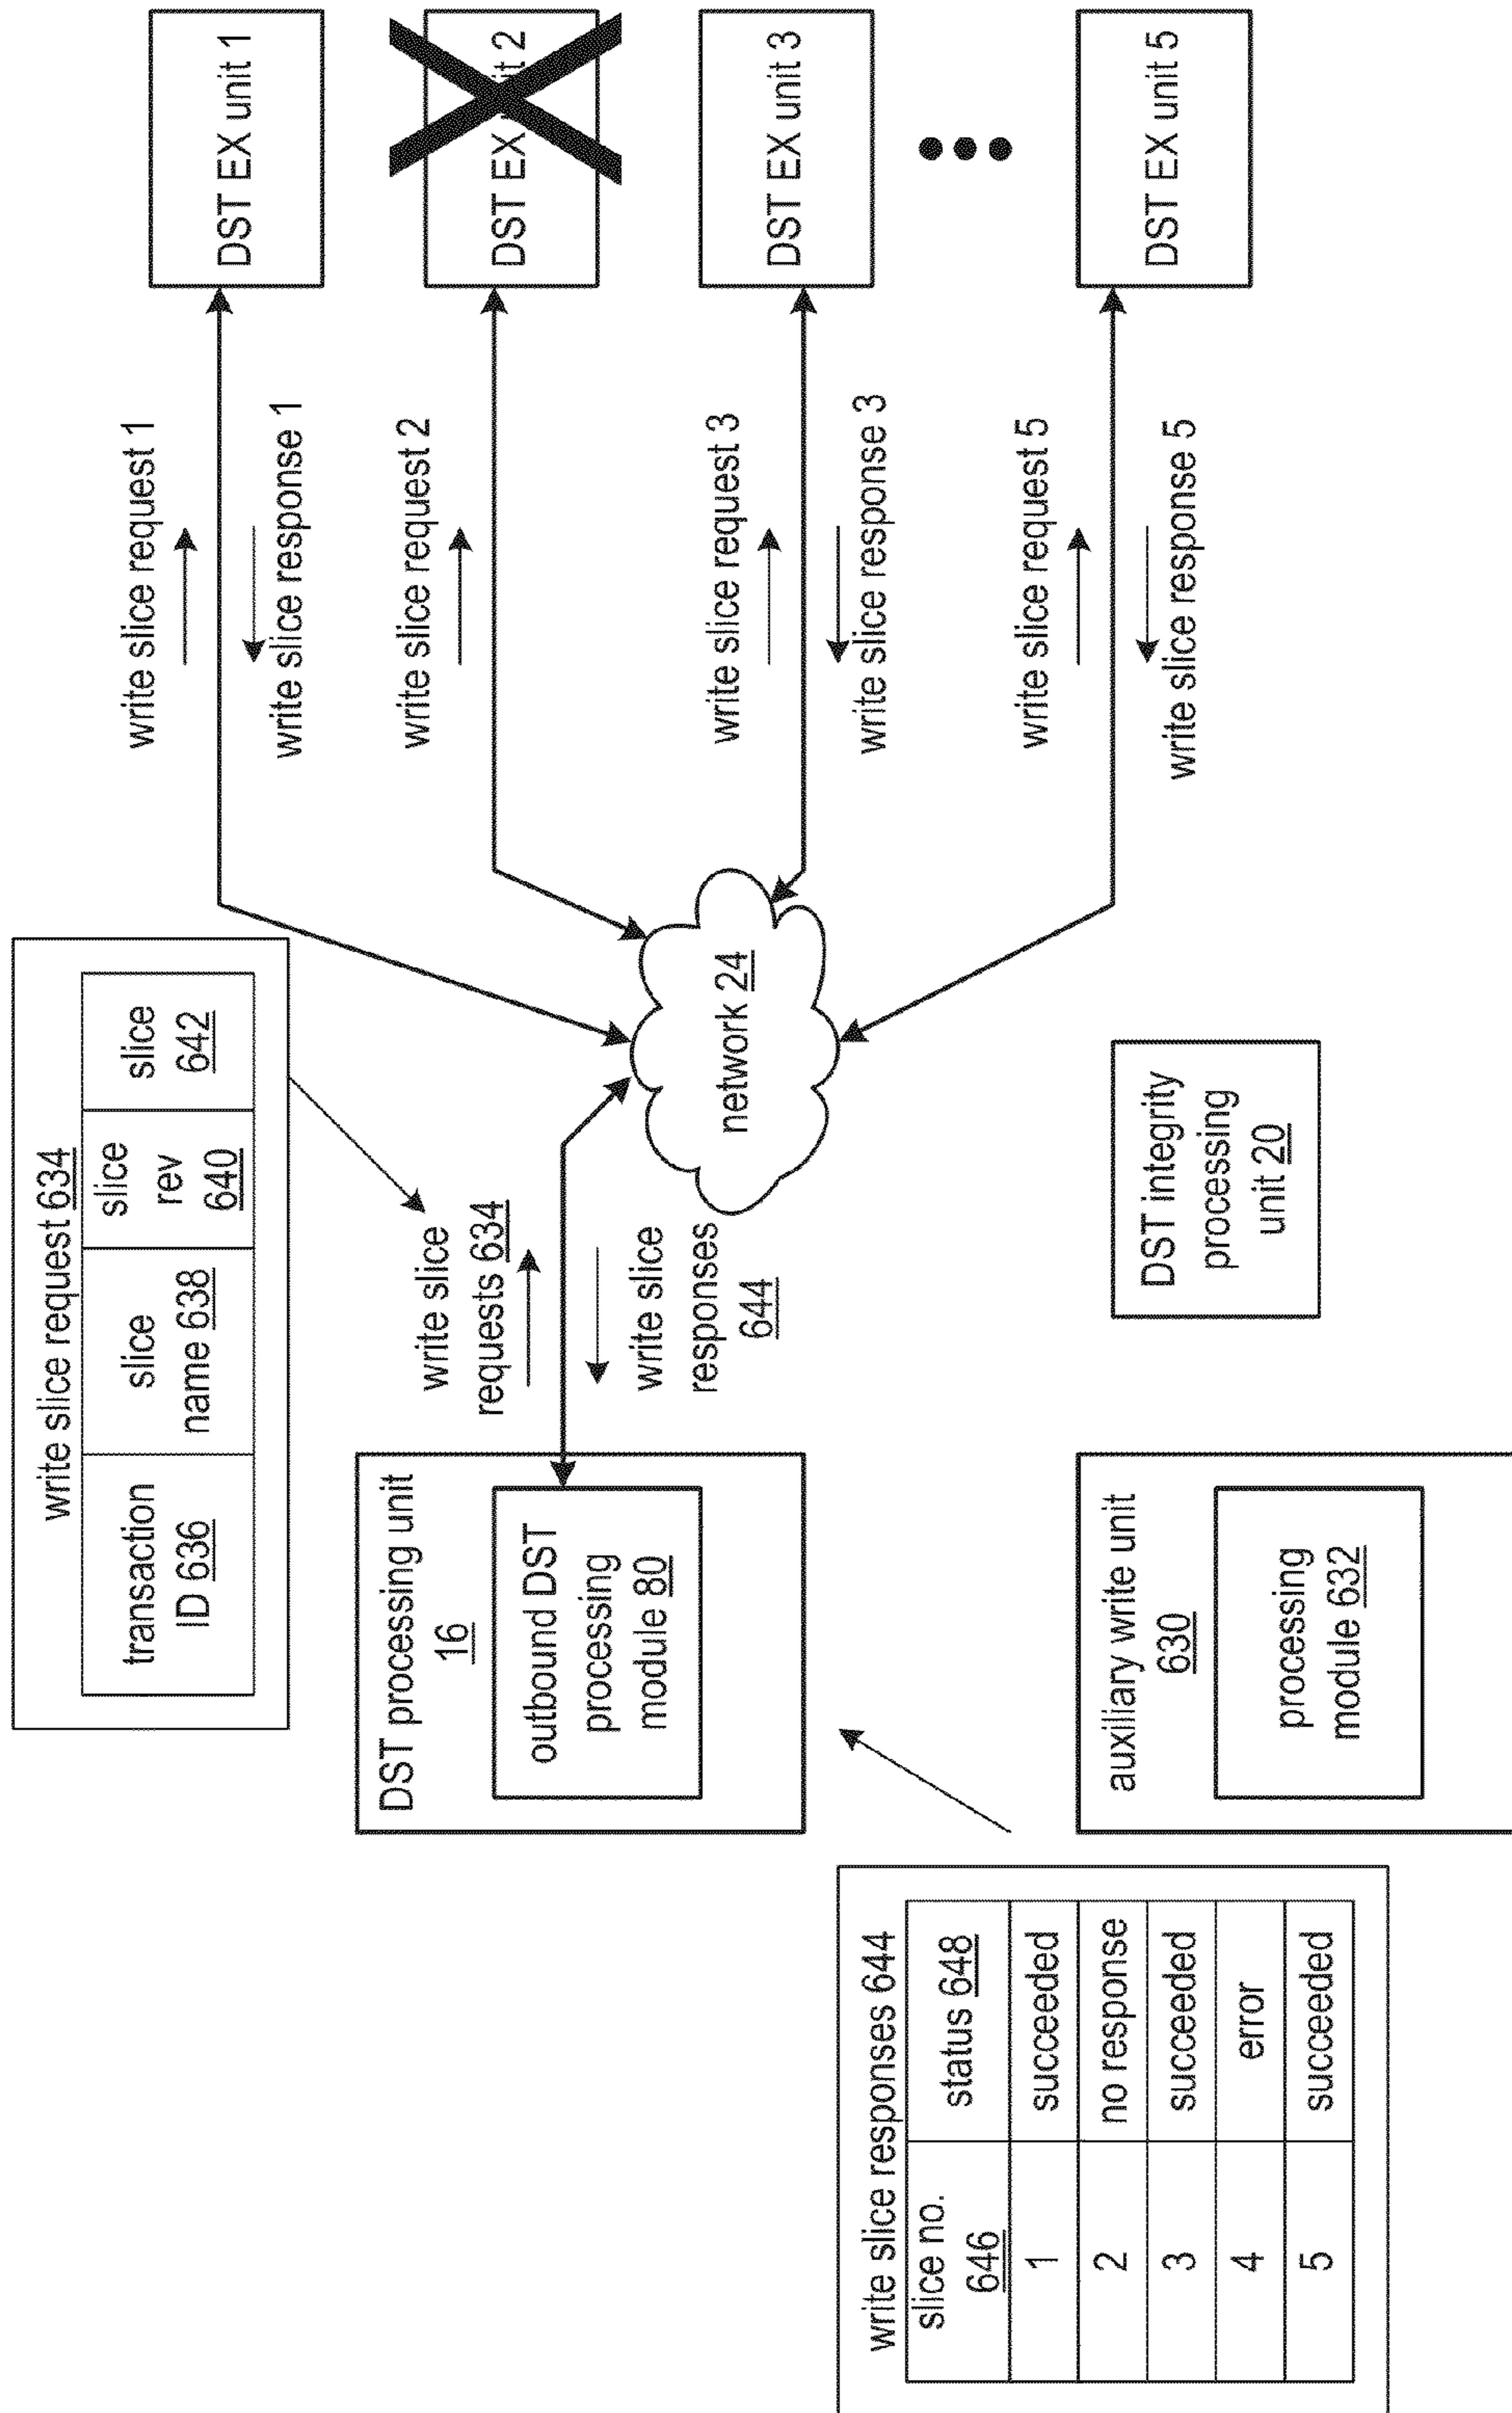 write slice request 634
transaction
ID 636
slice
name 638
slice
rev
640
slice
642
DST processing unit
16
outbound DST
processing
module 80
write slice
requests 634
write slice
responses
644
network 24
write slice request 1
write slice response 1
write slice request 2
write slice request 3
write slice response 3
write slice request 5
write slice response 5
DST EX unit 1
DST EX unit 2
DST EX unit 3
DST EX unit 5
write slice responses 644
slice no.
646
status 648
1
succeeded
2
no response
3
succeeded
4
error
5
succeeded
auxiliary write unit
630
processing
module 632
DST integrity
processing
unit 20